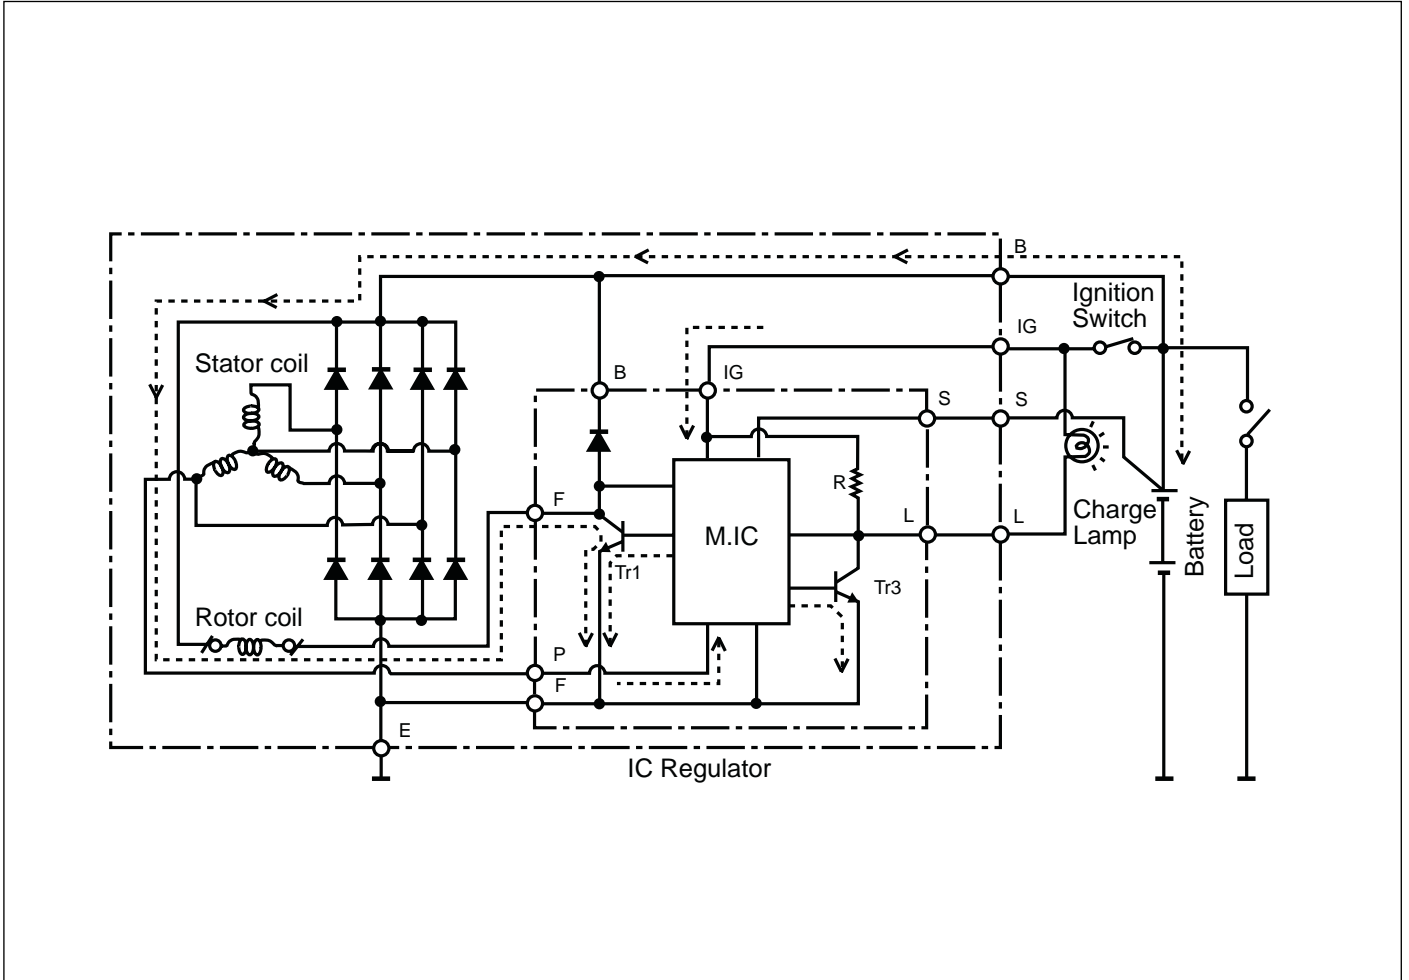 B
Ignition
Switch
IG
Stator coil
B
IG
S
S
F
R
L
L
M.IC
Charge
Lamp
Battery
Load
Tr1
Tr3
Rotor coil
P
F
E
IC Regulator